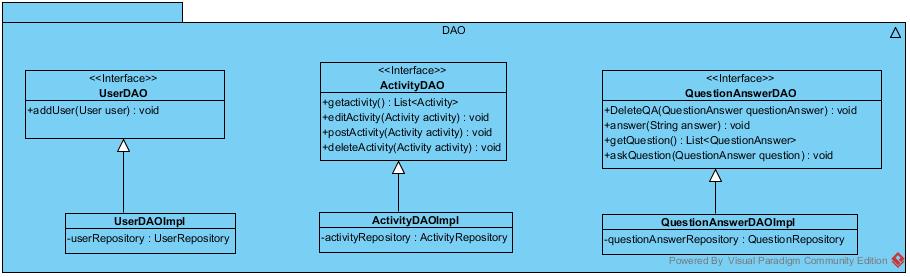 DAO
<<Interface>>
UserDAO
+addUser(User user) : void
UserDAOImpl
-userRepository : UserRepository
<<Interface>>
ActivityDAO
+getactivity() : List<Activity>
+editActivity(Activity activity) : void
+postActivity(Activity activity) : void
+deleteActivity(Activity activity) : void
ActivityDAOImpl
-activityRepository : ActivityRepository
<<Interface>>
QuestionAnswerDAO
+DeleteQA(QuestionAnswer questionAnswer) : void
+answer(String answer) : void
+getQuestion() : List<QuestionAnswer>
+askQuestion(QuestionAnswer question) : void
QuestionAnswerDAOImpl
-questionAnswerRepository : QuestionRepository
Powered By Visual Paradigm Community Edition